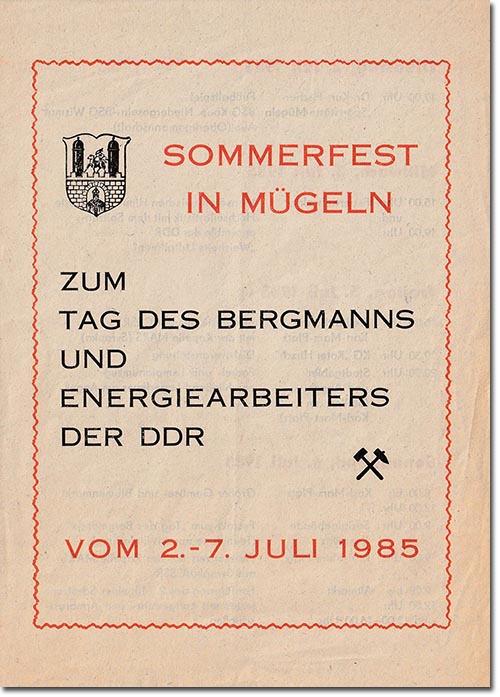 SOMMERFEST
IN MÜGELN
ZUM
TAG DES BERGMANNS
UND
ENERGIEARBEITERS
DER DDR
VOM 2.-7. JULI 1985